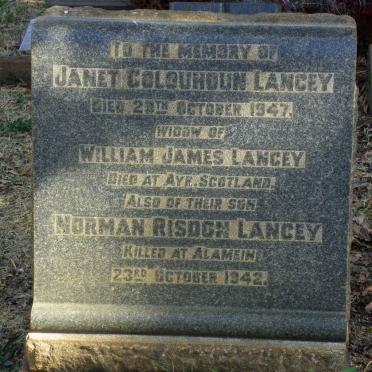 TO THE MEMORY OF
JANET COLQUHOUN LANCEY
DIED 29TH OCTOBER 1947.
WIDOW OF
WILLIAM JAMES LANCEY
DIED AT AYR, SCOTLAND.
ALSO OF THEIR SON
NORMAN RISDON LANCEY
KILLED AT ALAMEIN
23RD OCTOBER 1942.